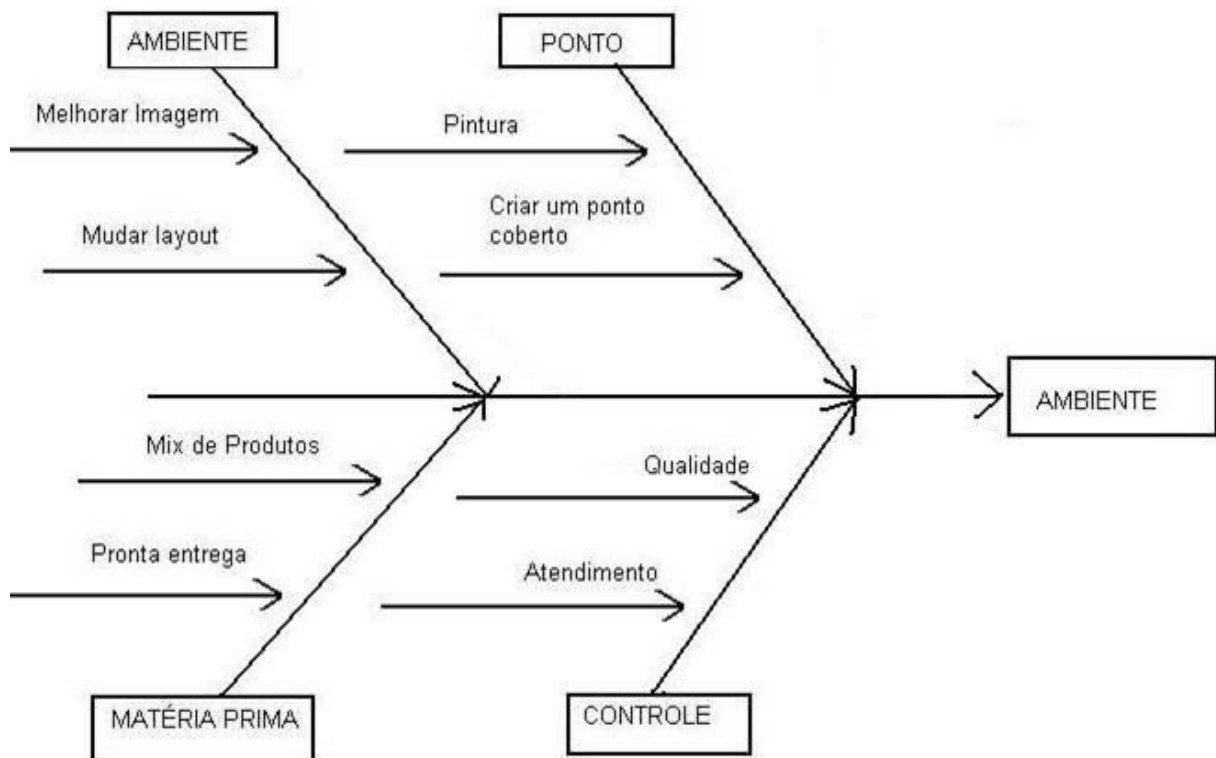 AMBIENTE
PONTO
Melhorar Imagem
Pintura
Mudar layout
Criar um ponto
coberto
AMBIENTE
Mix de Produtos
Qualidade
Pronta entrega
Atendimento
MATÉRIA PRIMA
CONTROLE